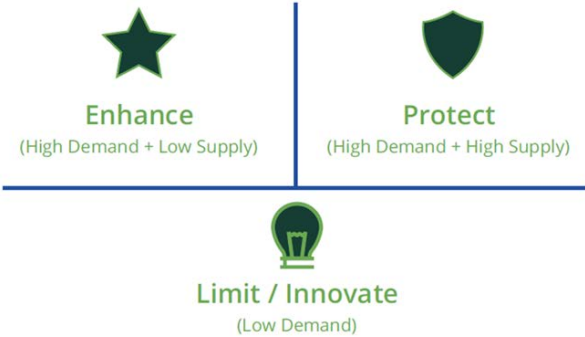 Enhance
(High Demand + Low Supply)
Protect
(High Demand + High Supply)
Limit / Innovate
(Low Demand)